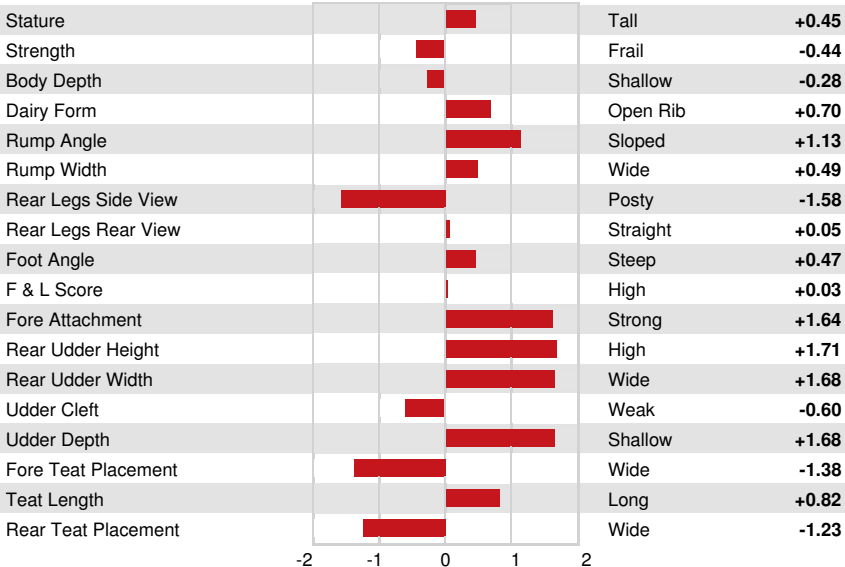 Stature Tall +0.45
Strength Frail -0.44
Body Depth Shallow -0.28
Dairy Form Open Rib +0.70
Rump Angle Sloped +1.13
Rump Width Wide +0.49
Rear Legs Side View Posty -1.58
Rear Legs Rear View Straight +0.05
Foot Angle Steep +0.47
F & L Score High +0.03
Fore Attachment Strong +1.64
Rear Udder Height High +1.71
Rear Udder Width Wide +1.68
Udder Cleft Weak -0.60
Udder Depth Shallow +1.68
Fore Teat Placement Wide -1.38
Teat Length Long +0.82
Rear Teat Placement Wide -1.23
-2 -1 0 1 2